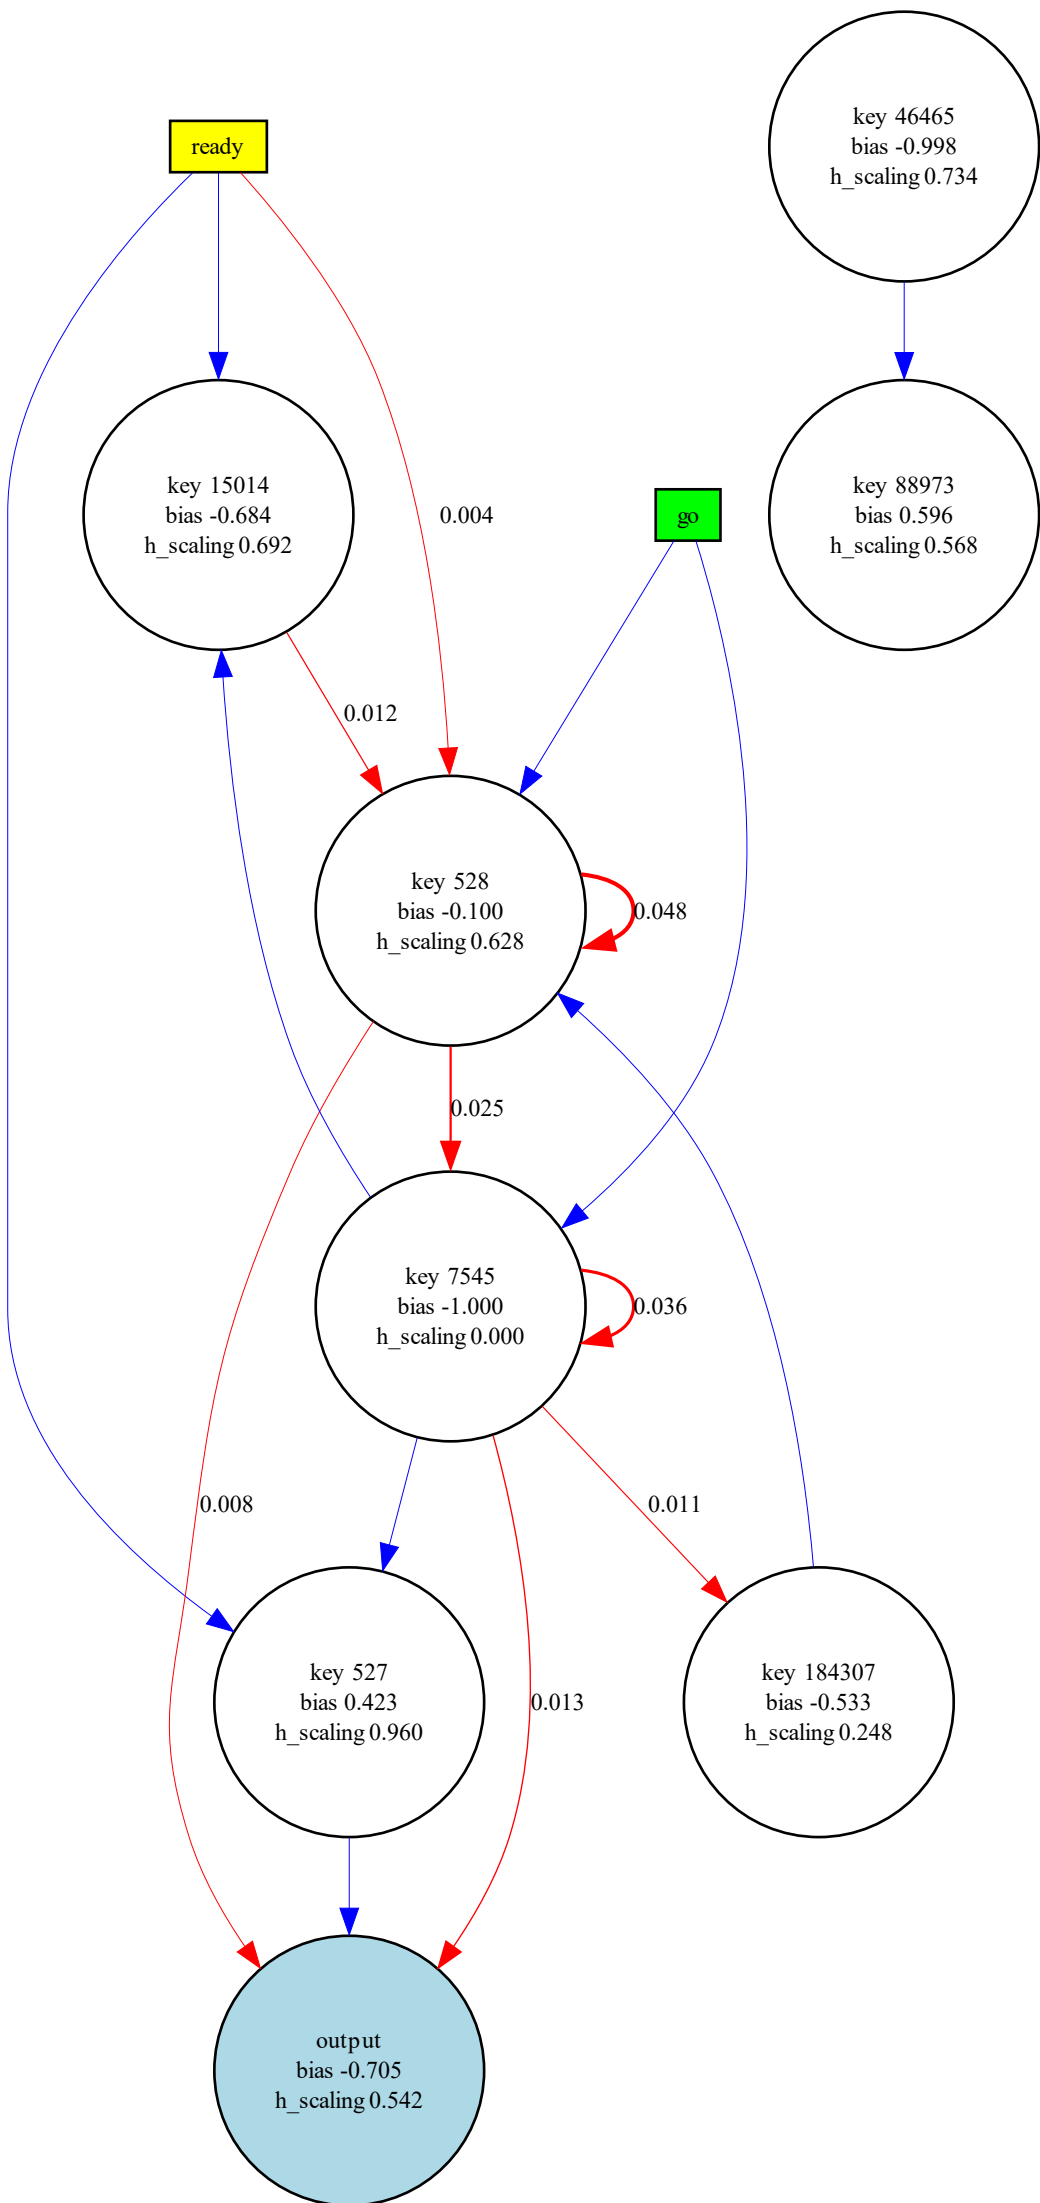 key 46465
bias -0.998
h_scaling 0.734
ready
key 15014
bias -0.684
h_scaling 0.692
0.004
go
key 88973
bias 0.596
h_scaling 0.568
0.012
key 528
bias -0.100
h_scaling 0.628
0.048
0.025
key 7545
bias -1.000
h_scaling 0.000
0.036
0.008
0.011
key 527
bias 0.423
h_scaling 0.960
0.013
key 184307
bias -0.533
h_scaling 0.248
output
bias -0.705
h_scaling 0.542